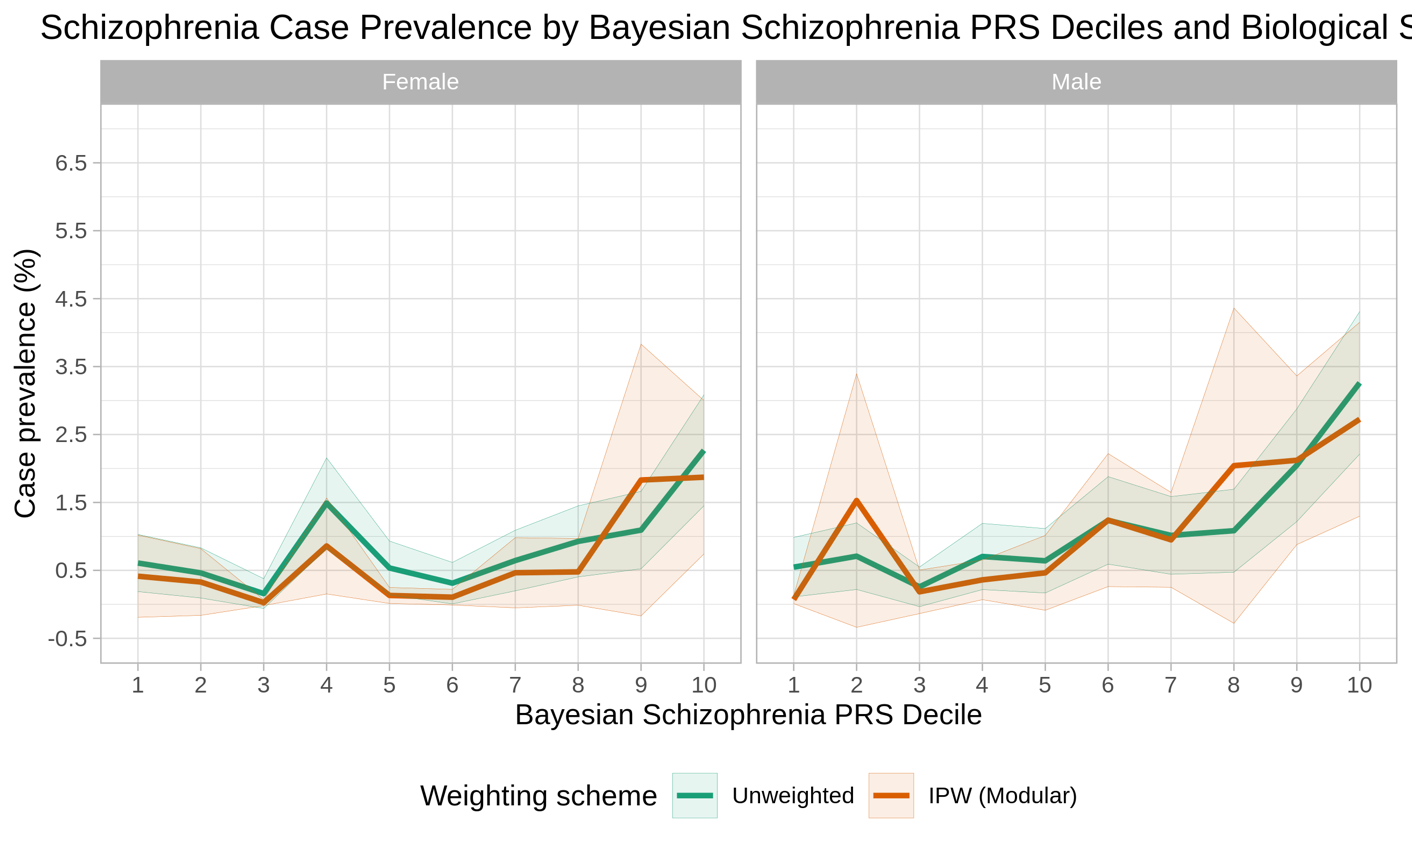 Schizophrenia Case Prevalence by Bayesian Schizophrenia PRS Deciles and Biological S
Female
Male
Case prevalence (%)
6.5
5.5
4.5
3.5
2.5
1.5
0.5
-0.5
1 2 3 4 5 6 7 8 9 10
1 2 3 4 5 6 7 8 9 10
Bayesian Schizophrenia PRS Decile
Weighting scheme Unweighted IPW (Modular)